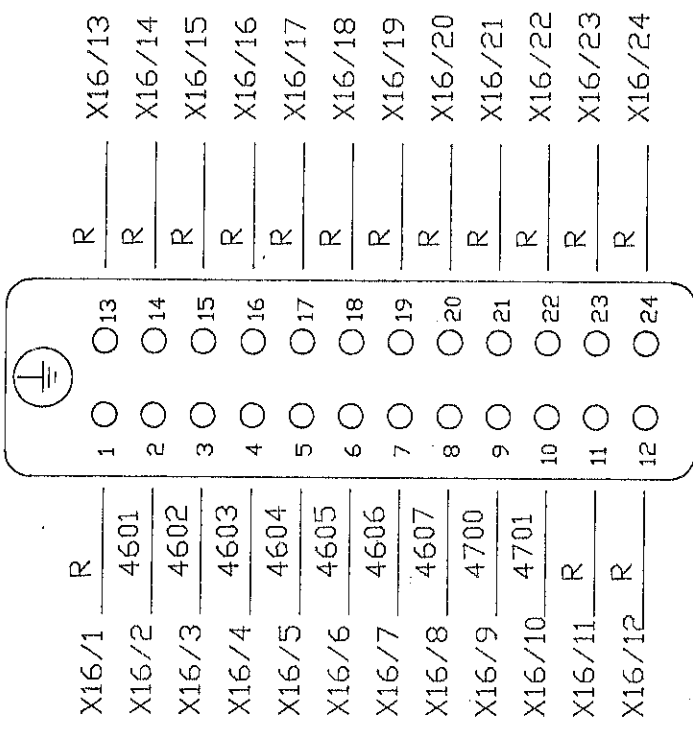 X16/1 R 1 13 R X16/13
X16/2 4601 2 14 R X16/14
X16/3 4602 3 15 R X16/15
X16/4 4603 4 16 R X16/16
X16/5 4604 5 17 R X16/17
X16/6 4605 6 18 R X16/18
X16/7 4606 7 19 R X16/19
X16/8 4607 8 20 R X16/20
X16/9 4700 9 21 R X16/21
X16/10 4701 10 22 R X16/22
X16/11 R 11 23 R X16/23
X16/12 R 12 24 R X16/24